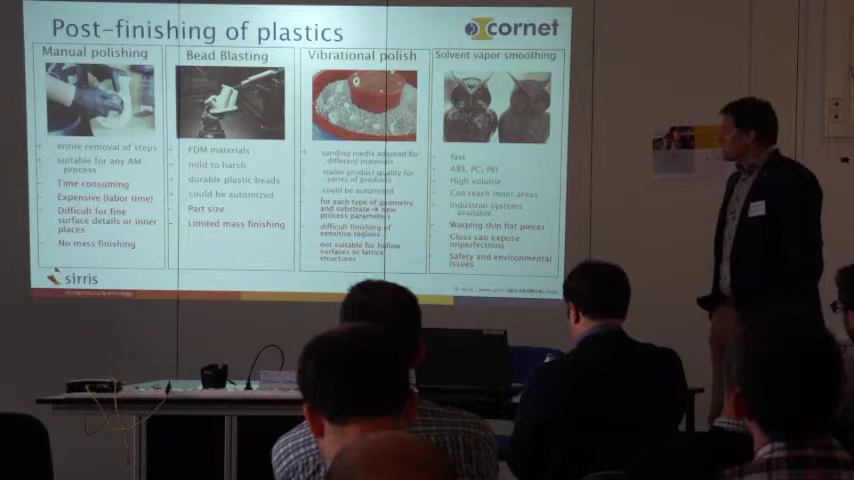 Post-finishing of plastics
cornet
Manual polishing
+ entire removal of steps
+ suitable for any AM
process
- Time consuming
- Expensive (labor time)
- Difficult for fine
surface details or inner
places
- No mass finishing
Bead Blasting
+ FDM materials
+ mild to harsh
+ durable plastic beads
+ could be automized
- Part size
- Limited mass finishing
Vibrational polish
+ sanding media adapted for
different materials
+ stable product quality for
series of products
+ could be automized
- for each type of geometry
and substrate → new
process parameters
- difficult finishing of
sensitive regions
- not suitable for hollow
surfaces or lattice
structures
Solvent vapor smoothing
+ fast
+ ABS, PC, PEI
+ High volume
+ Can reach inner areas
+ Industrial systems
available
- Warping thin flat pieces
- Gloss can expose
imperfections
- Safety and environmental
issues
sirris